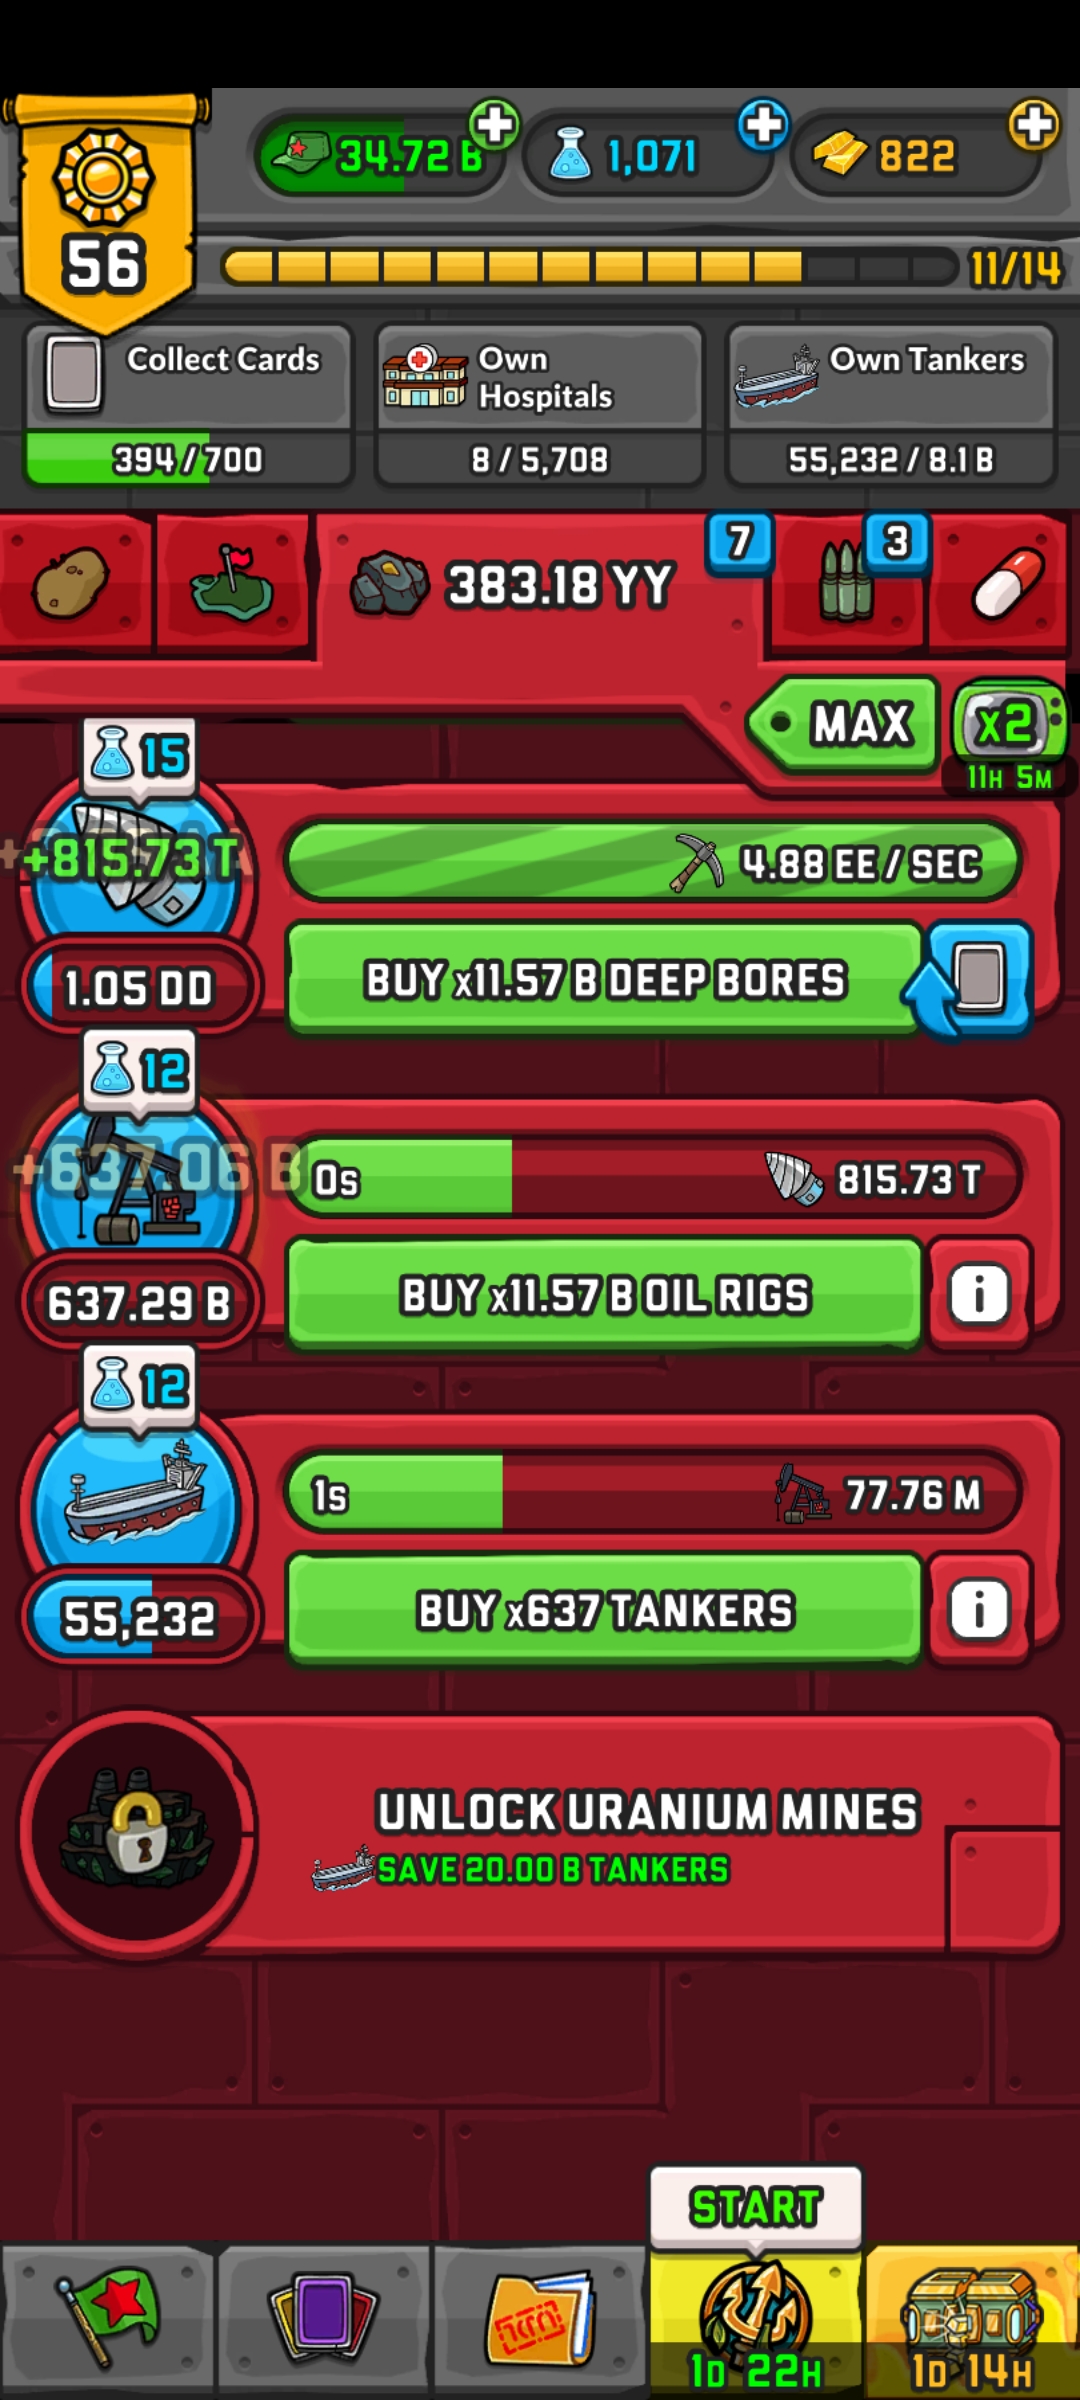 34.72 B
1,071
822
56
11/14
Collect Cards
394/700
Own Hospitals
8/5,708
Own Tankers
55,232/8.1 B
383.18 YY
7
3
MAX
x2
11H 5M
15
+815.73 T
4.88 EE/SEC
1.05 DD
BUY x11.57 B DEEP BORES
12
+637.06 B
0s
815.73 T
637.29 B
BUY x11.57 B OIL RIGS
i
12
1s
77.76 M
55,232
BUY x637 TANKERS
i
UNLOCK URANIUM MINES
SAVE 20.00 B TANKERS
START
1D 22H
1D 14H